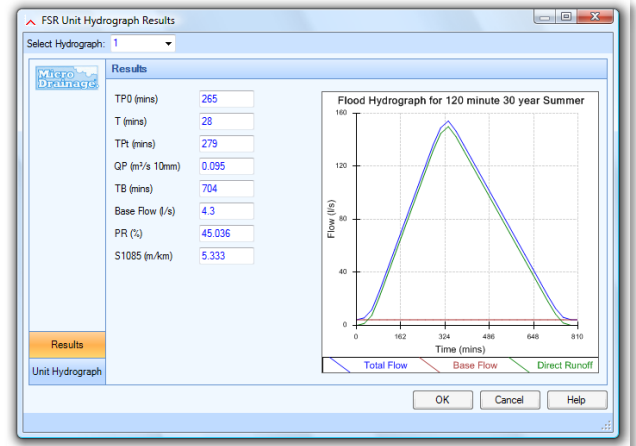 FSR Unit Hydrograph Results
Select Hydrograph: 1
Micro Drainage
Results
TP0 (mins) 265
T (mins) 28
TPt (mins) 279
QP (m³/s 10mm) 0.095
TB (mins) 704
Base Flow (l/s) 4.3
PR (%) 45.036
S1085 (m/km) 5.333
Flood Hydrograph for 120 minute 30 year Summer
160
120
80
40
0
Flow (l/s)
0 162 324 486 648 810
Time (mins)
Total Flow Base Flow Direct Runoff
Results
Unit Hydrograph
OK Cancel Help